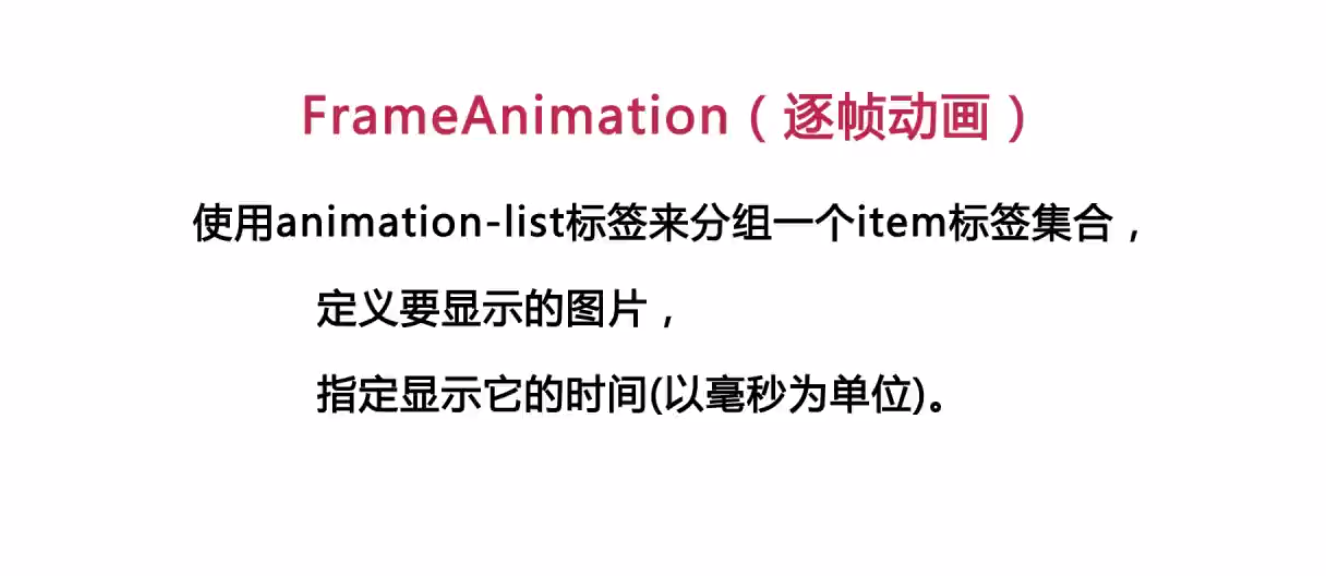 FrameAnimation（逐帧动画）
使用animation-list标签来分组一个item标签集合，
定义要显示的图片，
指定显示它的时间(以毫秒为单位)。